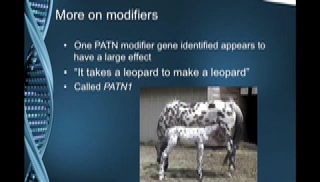 More on modifiers
• One PATN modifier gene identified appears to
have a large effect
• "It takes a leopard to make a leopard"
• Called PATN1